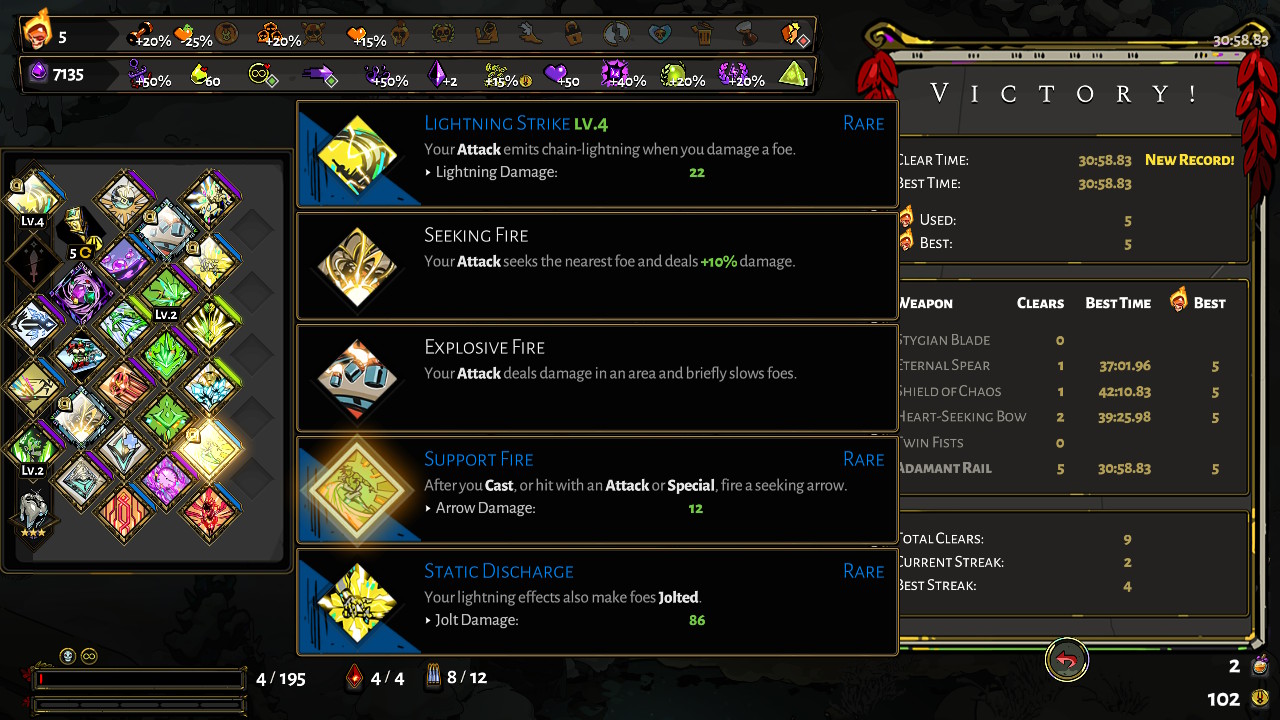 5
+20%
-25%
+20%
+15%
30:58.83
7135
+50%
60
+50%
+2
+15%
+50
+40%
+20%
+20%
1
VICTORY!
LIGHTNING STRIKE LV.4
RARE
Your Attack emits chain-lightning when you damage a foe.
Lightning Damage: 22
SEEKING FIRE
Your Attack seeks the nearest foe and deals +10% damage.
EXPLOSIVE FIRE
Your Attack deals damage in an area and briefly slows foes.
SUPPORT FIRE
RARE
After you Cast, or hit with an Attack or Special, fire a seeking arrow.
Arrow Damage: 12
STATIC DISCHARGE
RARE
Your lightning effects also make foes Jolted.
Jolt Damage: 86
Lv.4
5
Lv.2
Lv.2
CLEAR TIME: 30:58.83 NEW RECORD!
BEST TIME: 30:58.83
USED: 5
BEST: 5
WEAPON CLEARS BEST TIME BEST
STYGIAN BLADE 0
ETERNAL SPEAR 1 37:01.96 5
SHIELD OF CHAOS 1 42:10.83 5
HEART-SEEKING BOW 2 39:25.98 5
TWIN FISTS 0
ADAMANT RAIL 5 30:58.83 5
TOTAL CLEARS: 9
CURRENT STREAK: 2
BEST STREAK: 4
4 / 195
4 / 4
8 / 12
2
102